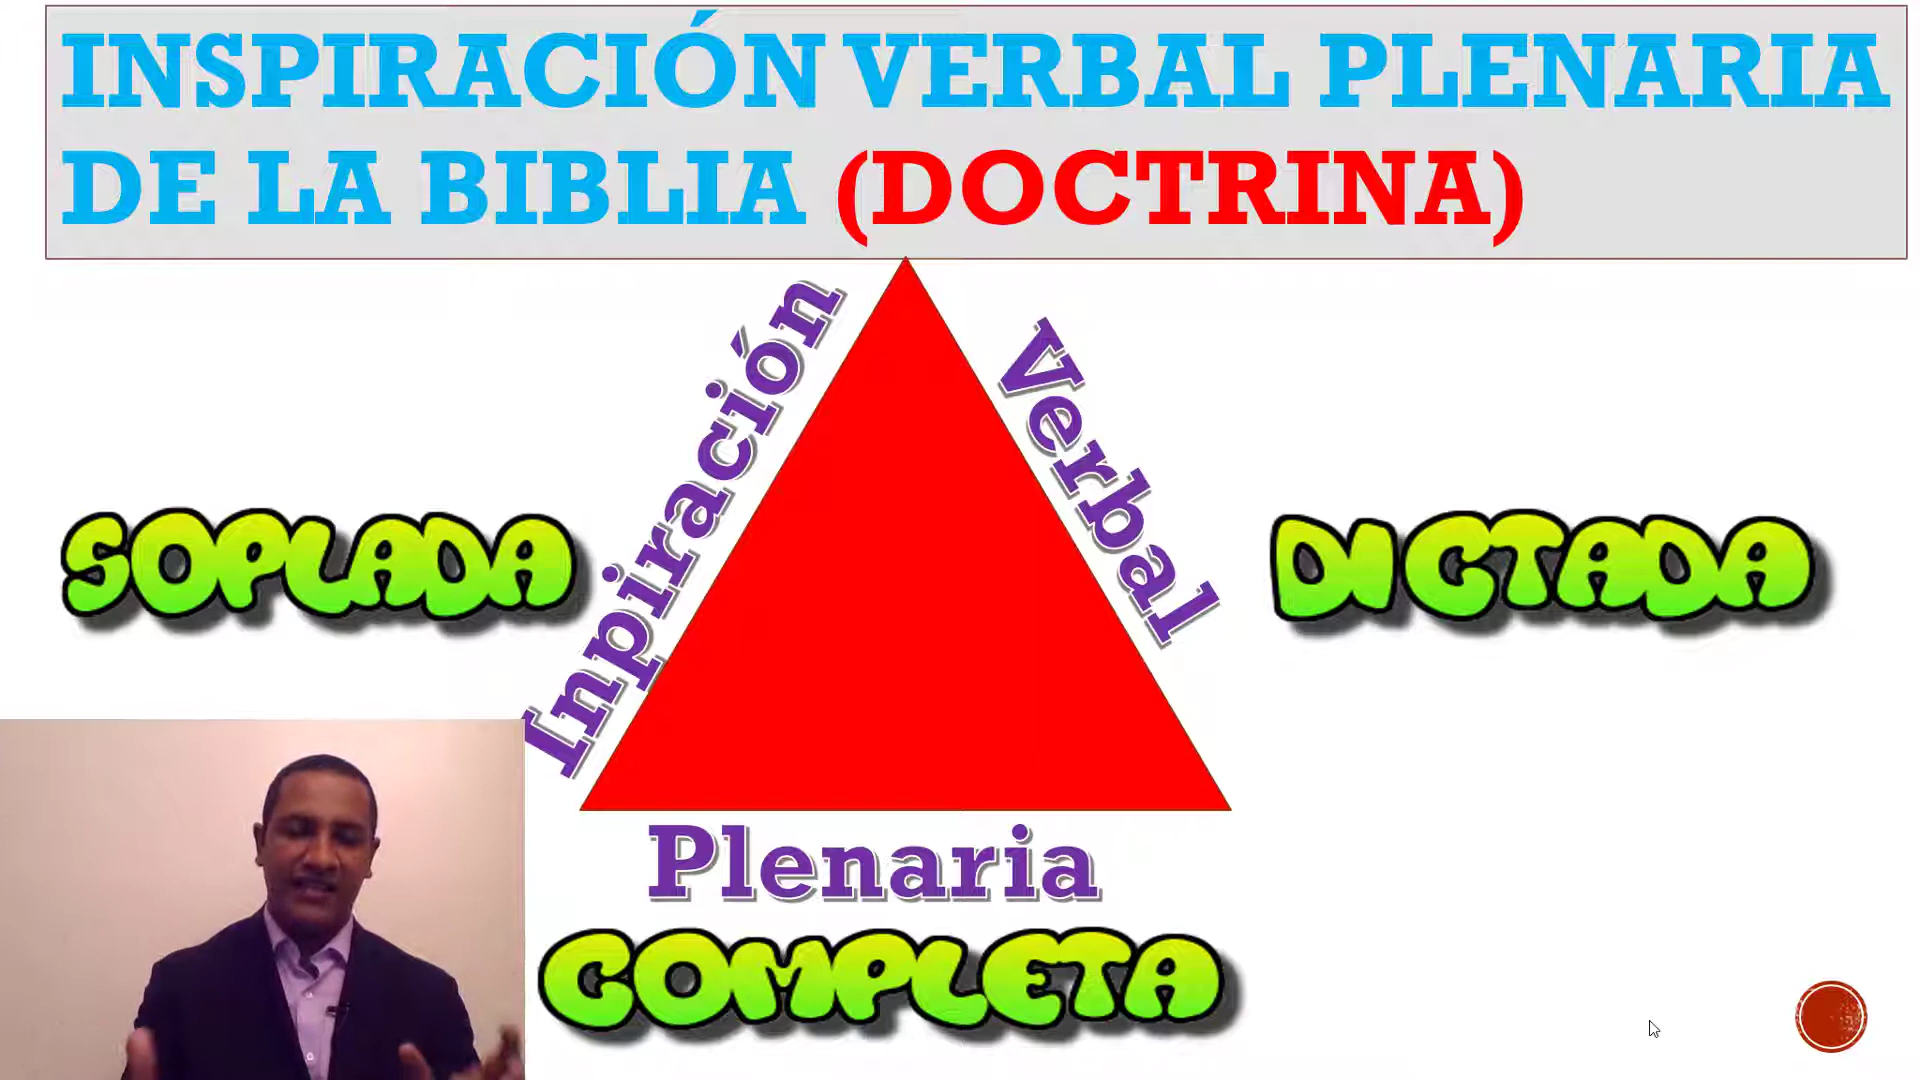 INSPIRACIÓN VERBAL PLENARIA
DE LA BIBLIA (DOCTRINA)
Inpiración
Verbal
SOPLADA
DICTADA
Plenaria
COMPLETA